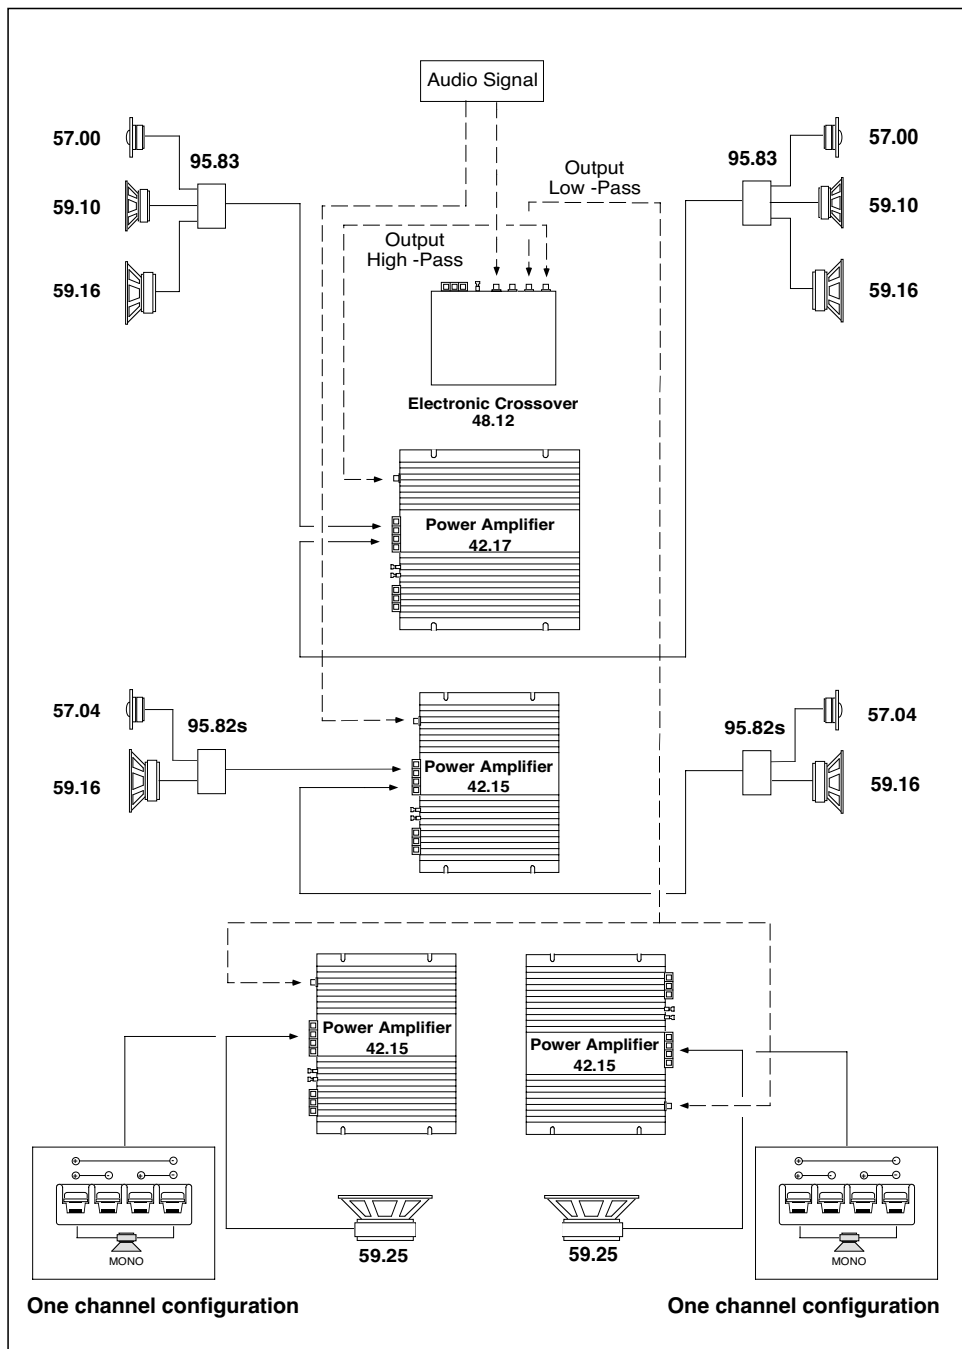 Audio Signal
57.00
95.83
59.10
59.16
Output
Low -Pass
95.83
57.00
59.10
59.16
Output
High -Pass
Electronic Crossover
48.12
Power Amplifier
42.17
57.04
95.82s
59.16
Power Amplifier
42.15
95.82s
57.04
59.16
Power Amplifier
42.15
Power Amplifier
42.15
+ -
+ - + -
MONO
59.25
59.25
+ -
+ - + -
MONO
One channel configuration
One channel configuration